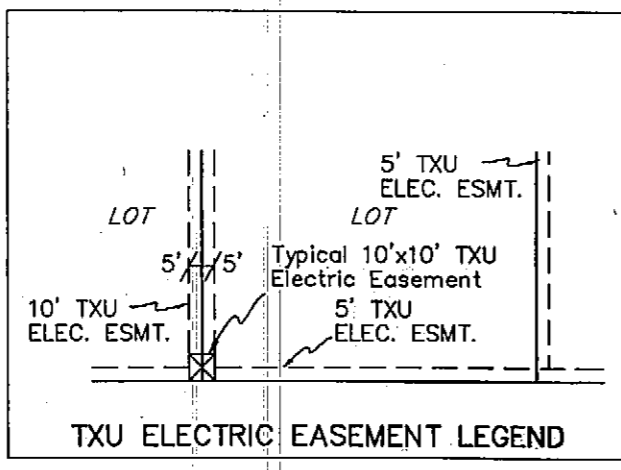 5' TXU
ELEC. ESMT.
LOT
LOT
5' 5'
Typical 10'x10' TXU
Electric Easement
10' TXU
ELEC. ESMT.
5' TXU
ELEC. ESMT.
TXU ELECTRIC EASEMENT LEGEND